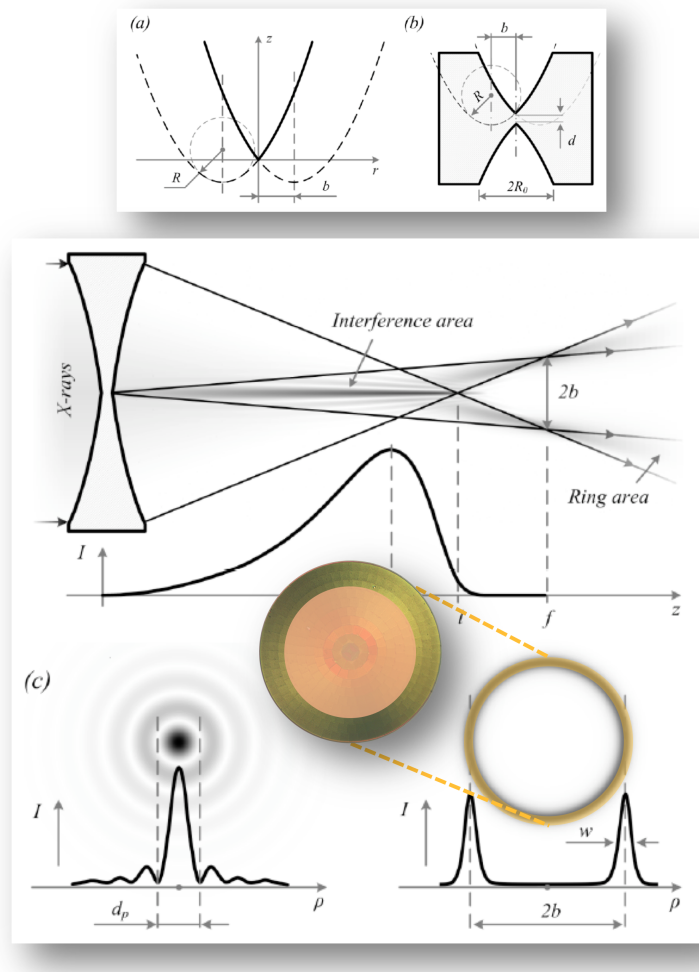 (a)
z
R
b
r
(b)
b
R
d
2R₀
X-rays
Interference area
2b
Ring area
I
t
f
z
(c)
I
dₚ
ρ
I
w
2b
ρ